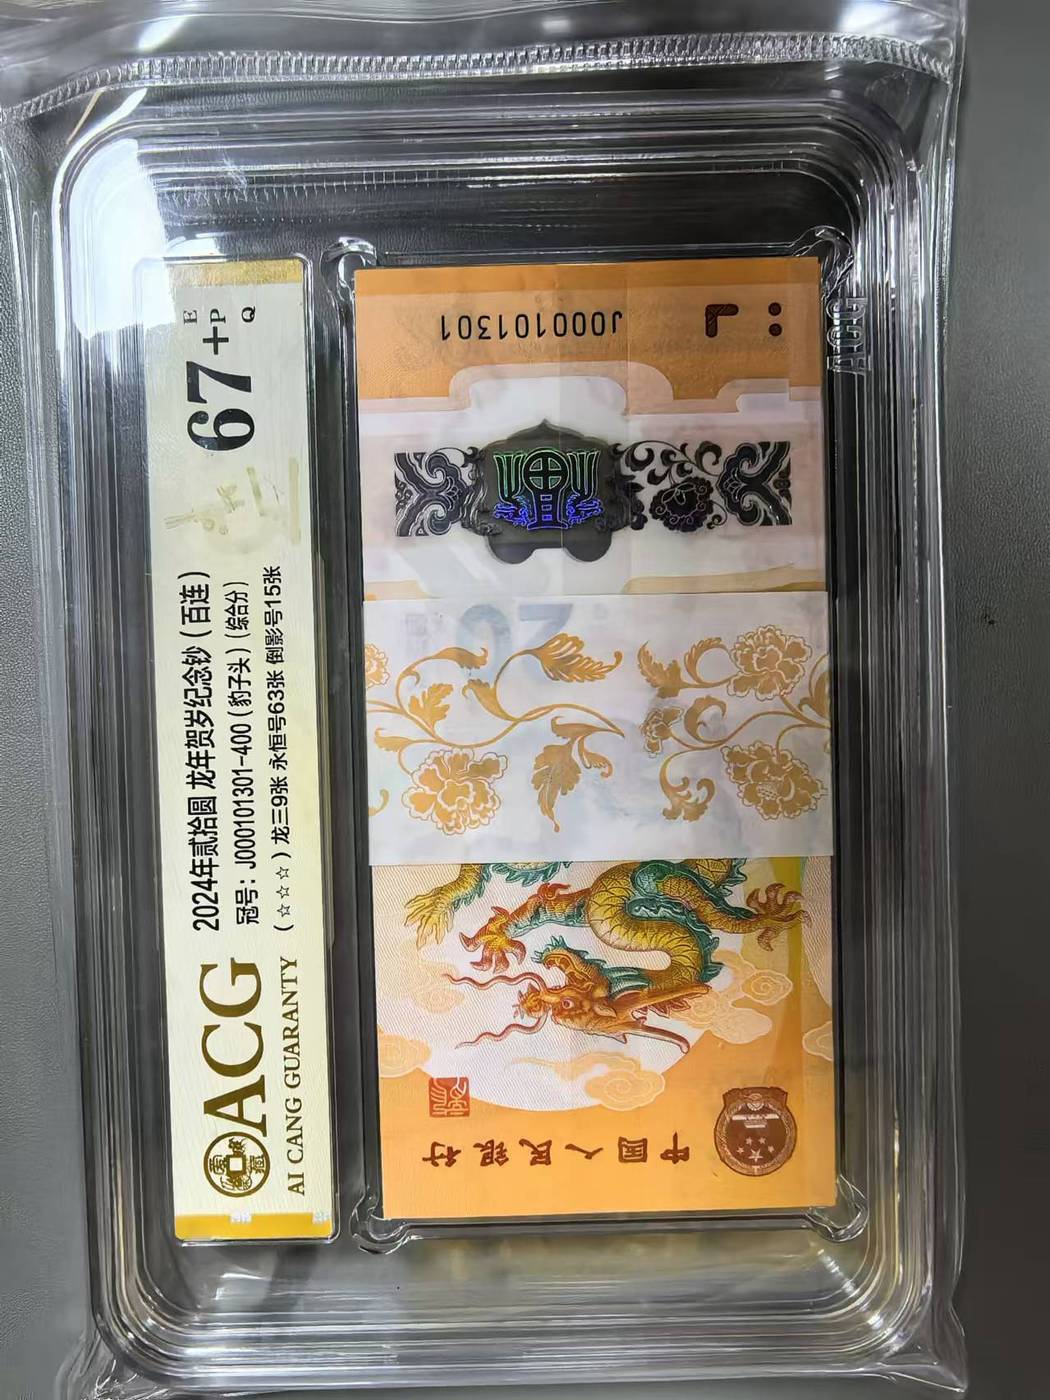 ACG
AI CANG GUARANTY
2024年贰拾圆 龙年贺岁纪念钞（百连）
冠号：J000101301-400（豹子头）（综合分）
（☆☆☆）龙三9张 永恒号63张 倒影号15张
67+
E
P
Q
中国人民银行
J000101301
20